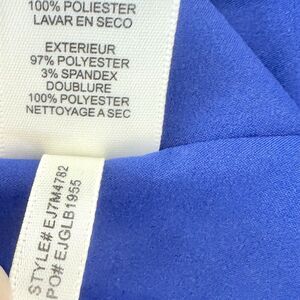 100% POLIESTER
LAVAR EN SECO
EXTERIEUR
97% POLYESTER
3% SPANDEX
DOUBLURE
100% POLYESTER
NETTOYAGE A SEC
STYLE# EJ7M4782
PO# EJGLB1955